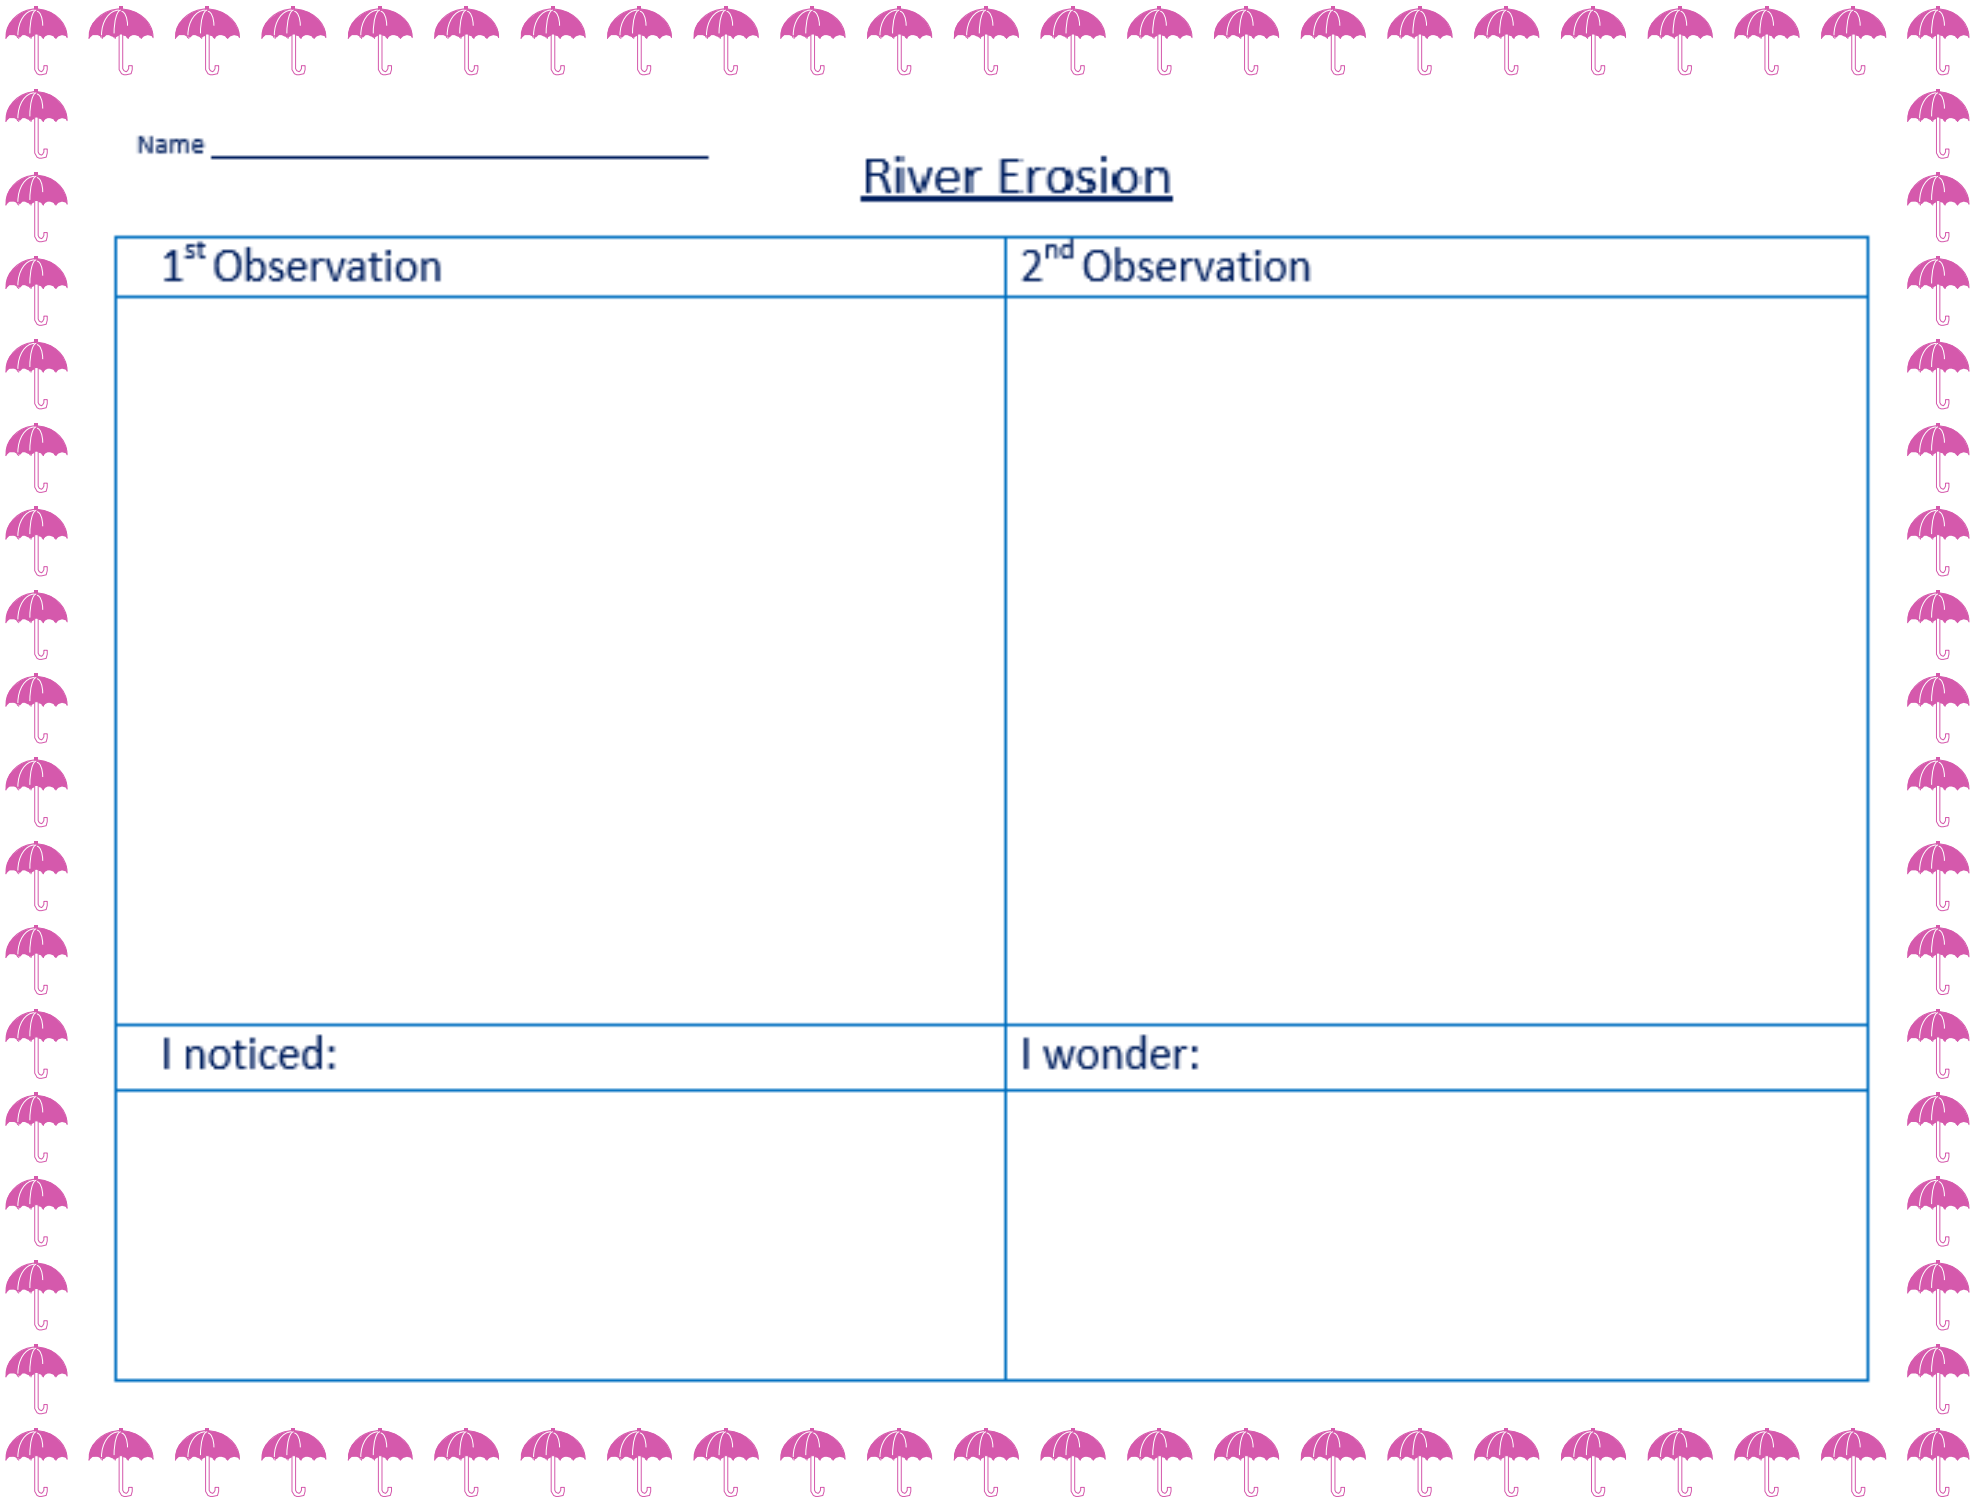 Name
River Erosion
1st Observation
2nd Observation
I noticed:
I wonder: